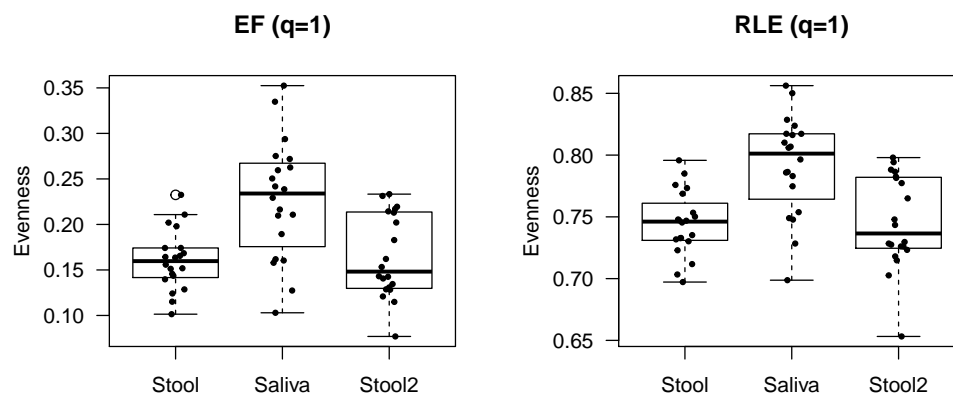 EF (q=1)
Evenness
0.35
0.30
0.25
0.20
0.15
0.10
Stool Saliva Stool2
RLE (q=1)
Evenness
0.85
0.80
0.75
0.70
0.65
Stool Saliva Stool2